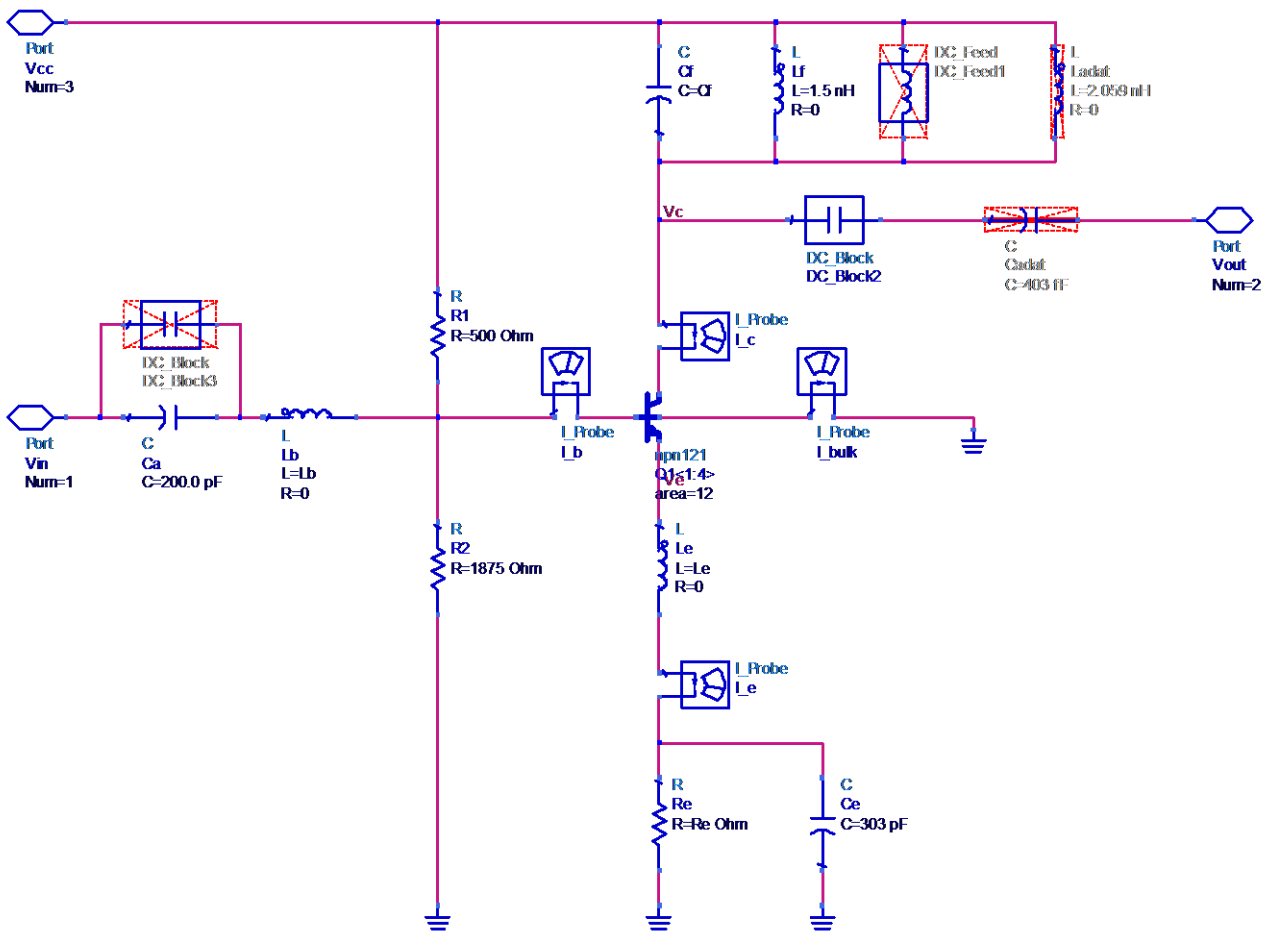 Port
Vcc
Num=3
C
Cf
C=Cf
L
Lf
L=1.5 nH
R=0
DC_Feed
DC_Feed1
L
Ladat
L=2.059 nH
R=0
Vc
DC_Block
DC_Block2
C
Cadat
C=403 fF
Port
Vout
Num=2
R
R1
R=500 Ohm
I_Probe
I_c
DC_Block
DC_Block3
Port
Vin
Num=1
C
Ca
C=200.0 pF
L
Lb
L=Lb
R=0
I_Probe
I_b
npn121
Q1<1:4>
area=12
Ve
I_Probe
I_bulk
R
R2
R=1875 Ohm
L
Le
L=Le
R=0
I_Probe
I_e
R
Re
R=Re Ohm
C
Ce
C=303 pF